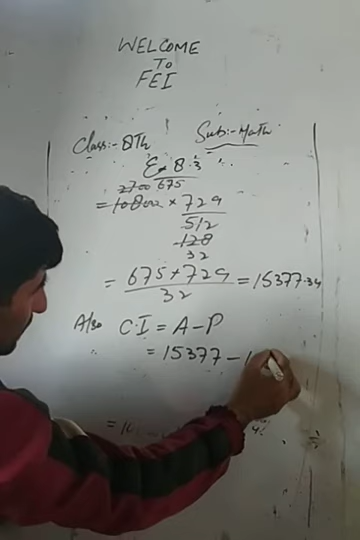 WELCOME
TO
FEI
Class:- 8Th Sub:- Math
Ex 8.3
2700 675
= 10800 × 729
512
128
32
= 675 × 729 = 15377.34
32
Also C.I = A - P
= 15377 - 1